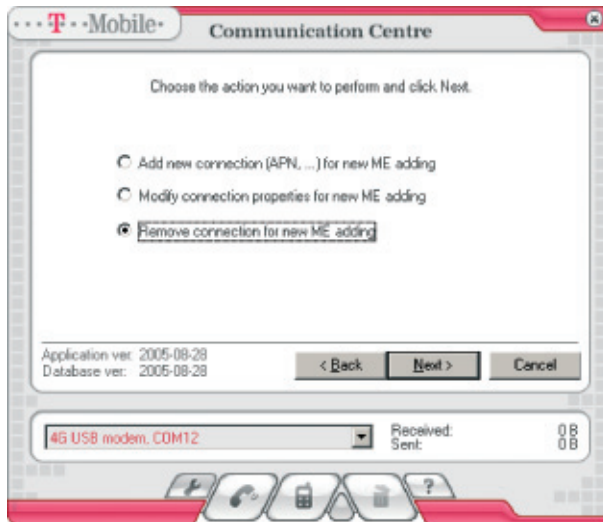 ···T··Mobile·
Communication Centre
Choose the action you want to perform and click Next.
Add new connection (APN, ...) for new ME adding
Modify connection properties for new ME adding
Remove connection for new ME adding
Application ver: 2005-08-28
Database ver: 2005-08-28
< Back
Next >
Cancel
4G USB modem, COM12
Received: 0 B
Sent: 0 B
?